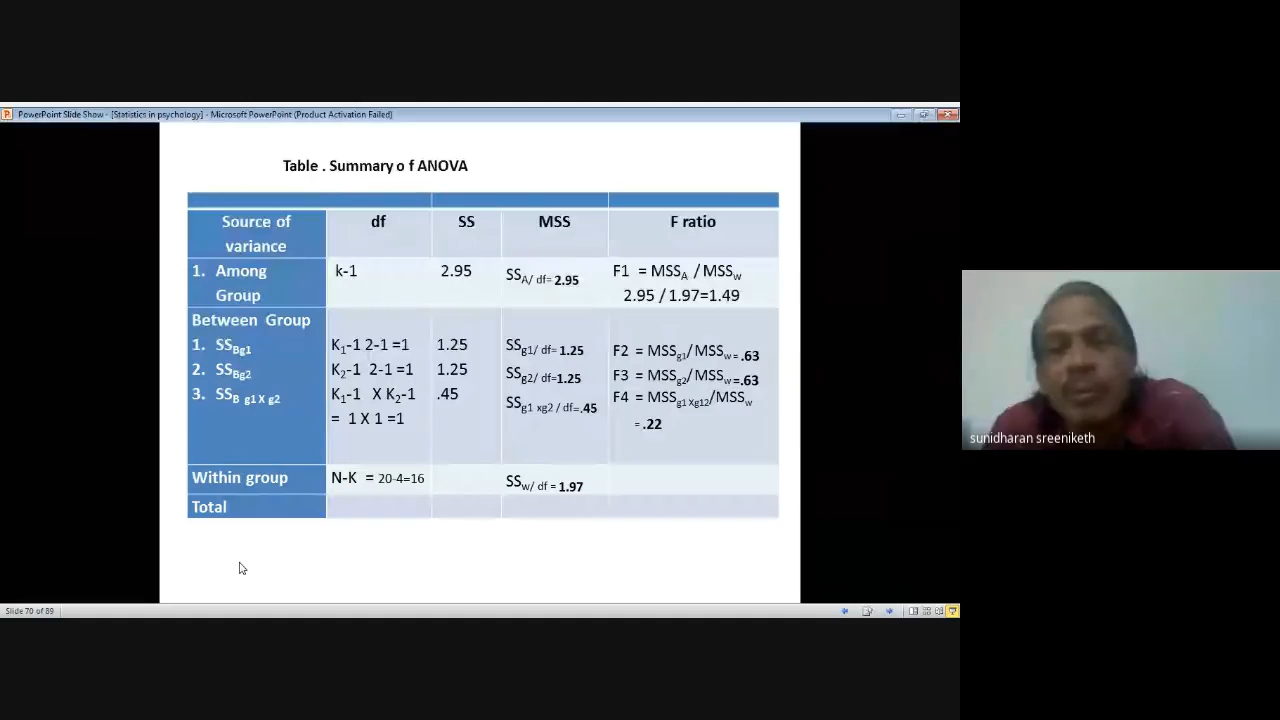 PowerPoint Slide Show - [Statistics in psychology] - Microsoft PowerPoint (Product Activation Failed)
Table . Summary o f ANOVA
Source of variance df SS MSS F ratio
1. Among Group k-1 2.95 SSA/ df= 2.95 F1 = MSSA / MSSw
2.95 / 1.97=1.49
Between Group
1. SSBg1 K1-1 2-1 =1 1.25 SSg1/ df= 1.25 F2 = MSSg1/ MSSw = .63
2. SSBg2 K2-1 2-1 =1 1.25 SSg2/ df=1.25 F3 = MSSg2/ MSSw=.63
3. SSB g1 X g2 K1-1 X K2-1 .45 SSg1 xg2 / df=.45 F4 = MSSg1 Xg12/MSSw
= 1 X 1 =1 = .22
Within group N-K = 20-4=16 SSw/ df = 1.97
Total
Slide 70 of 89
sunidharan sreeniketh